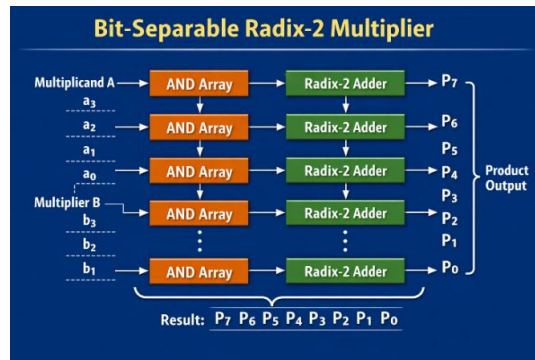 Bit-Separable Radix-2 Multiplier
Multiplicand A AND Array Radix-2 Adder P₇
a₃
a₂ AND Array Radix-2 Adder P₆
a₁ P₅
a₀ AND Array Radix-2 Adder P₄ Product Output
P₃
Multiplier B AND Array Radix-2 Adder P₂
b₃
b₂ P₁
b₁ AND Array Radix-2 Adder P₀
Result: P₇ P₆ P₅ P₄ P₃ P₂ P₁ P₀